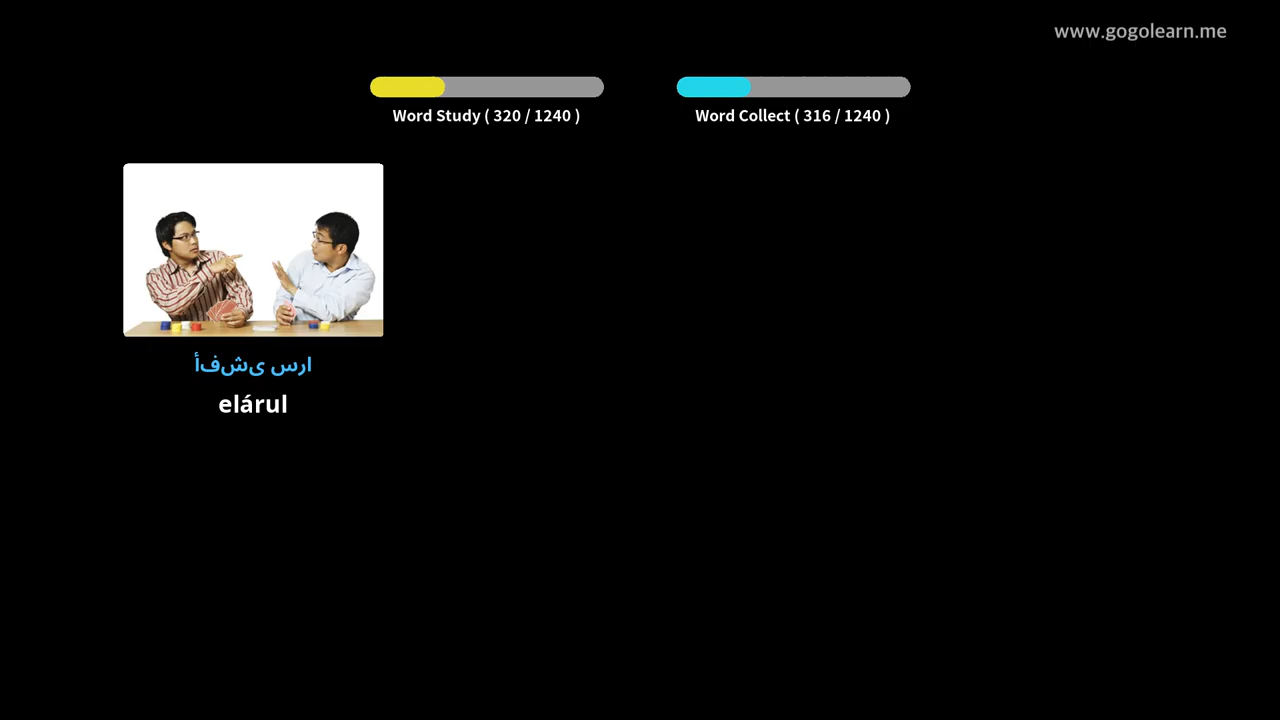 www.gogolearn.me
Word Study ( 320 / 1240 )
Word Collect ( 316 / 1240 )
ارس ىشفأ
elárul